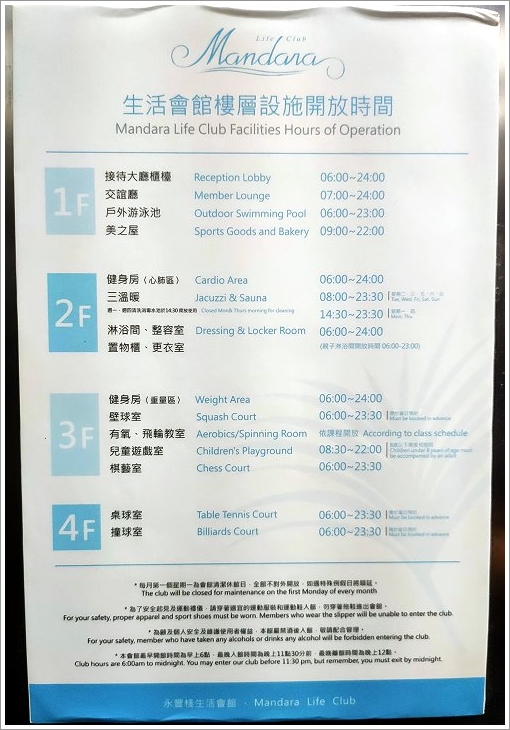 Life Club
Mandara
生活會館樓層設施開放時間
Mandara Life Club Facilities Hours of Operation
1F
接待大廳櫃檯 Reception Lobby 06:00~24:00
交誼廳 Member Lounge 07:00~24:00
戶外游泳池 Outdoor Swimming Pool 06:00~23:00
美之屋 Sports Goods and Bakery 09:00~22:00
2F
健身房（心肺區） Cardio Area 06:00~24:00
三溫暖 Jacuzzi & Sauna 08:00~23:30 Tue, Wed, Fri, Sat, Sun
週一、週四清洗消毒水池於14:30開放使用 Closed Mon& Thurs morning for cleaning 14:30~23:30 Mon, Thu
淋浴間、整容室 Dressing & Locker Room 06:00~24:00
置物櫃、更衣室 (親子淋浴間開放時間 06:00-23:00)
3F
健身房（重量區） Weight Area 06:00~24:00
壁球室 Squash Court 06:00~23:30 Must be booked in advance
有氧、飛輪教室 Aerobics/Spinning Room 依課程開放 According to class schedule
兒童遊戲室 Children's Playground 08:30~22:00 Children under 8 years of age must be accompanied by an adult
棋藝室 Chess Court 06:00~23:30
4F
桌球室 Table Tennis Court 06:00~23:30 Must be booked in advance
撞球室 Billiards Court 06:00~23:30 Must be booked in advance
* 每月第一個星期一為會館清潔休館日，全部不對外開放，如遇特殊例假日將順延。
The club will be closed for maintenance on the first Monday of every month
* 為了安全起見及運動禮儀，請穿著適宜的運動服裝和運動鞋入館，勿穿著拖鞋進出會館。
For your safety, proper apparel and sport shoes must be worn. Members who wear the slipper will be unable to enter the club.
* 為顧及個人安全及維護使用者權益，本館嚴禁酒後入館，敬請配合管理。
For your safety, member who have taken any alcohols or drinks any alcohol will be forbidden entering the club.
* 本會館最早開館時間為早上6點，最晚入館時間為晚上11點30分前，最晚離館時間為晚上12點。
Club hours are 6:00am to midnight. You may enter our club before 11:30 pm, but remember, you must exit by midnight.
永豐棧生活會館 · Mandara Life Club